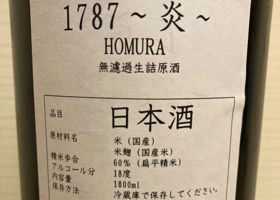 1787～炎～
HOMURA
無濾過生詰原酒
品目 日本酒
原材料名 米（国産）
米麹（国産米）
精米歩合 60％（扁平精米）
アルコール分 18度
内容量 1800ml
保存方法 冷蔵庫で保存してください。